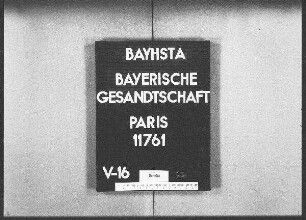 BAYHSTA
BAYERISCHE
GESANDTSCHAFT
PARIS
11761
V-16